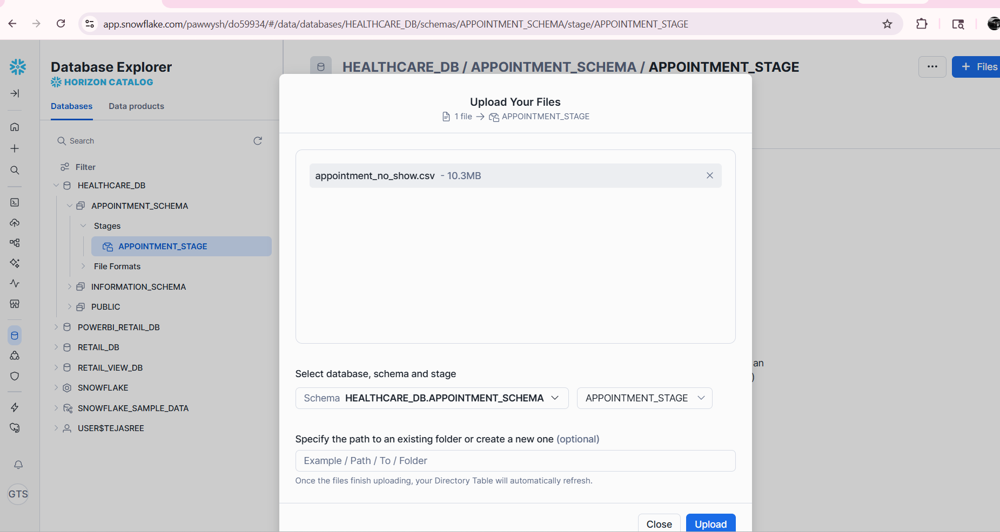 app.snowflake.com/pawwysh/do59934/#/data/databases/HEALTHCARE_DB/schemas/APPOINTMENT_SCHEMA/stage/APPOINTMENT_STAGE
Database Explorer
HORIZON CATALOG
Databases Data products
Search
Filter
HEALTHCARE_DB
APPOINTMENT_SCHEMA
Stages
APPOINTMENT_STAGE
File Formats
INFORMATION_SCHEMA
PUBLIC
POWERBI_RETAIL_DB
RETAIL_DB
RETAIL_VIEW_DB
SNOWFLAKE
SNOWFLAKE_SAMPLE_DATA
USER$TEJASREE
GTS
HEALTHCARE_DB / APPOINTMENT_SCHEMA / APPOINTMENT_STAGE
... + Files
Upload Your Files
1 file → APPOINTMENT_STAGE
appointment_no_show.csv - 10.3MB
Select database, schema and stage
Schema HEALTHCARE_DB.APPOINTMENT_SCHEMA APPOINTMENT_STAGE
Specify the path to an existing folder or create a new one (optional)
Example / Path / To / Folder
Once the files finish uploading, your Directory Table will automatically refresh.
Close Upload
an
)